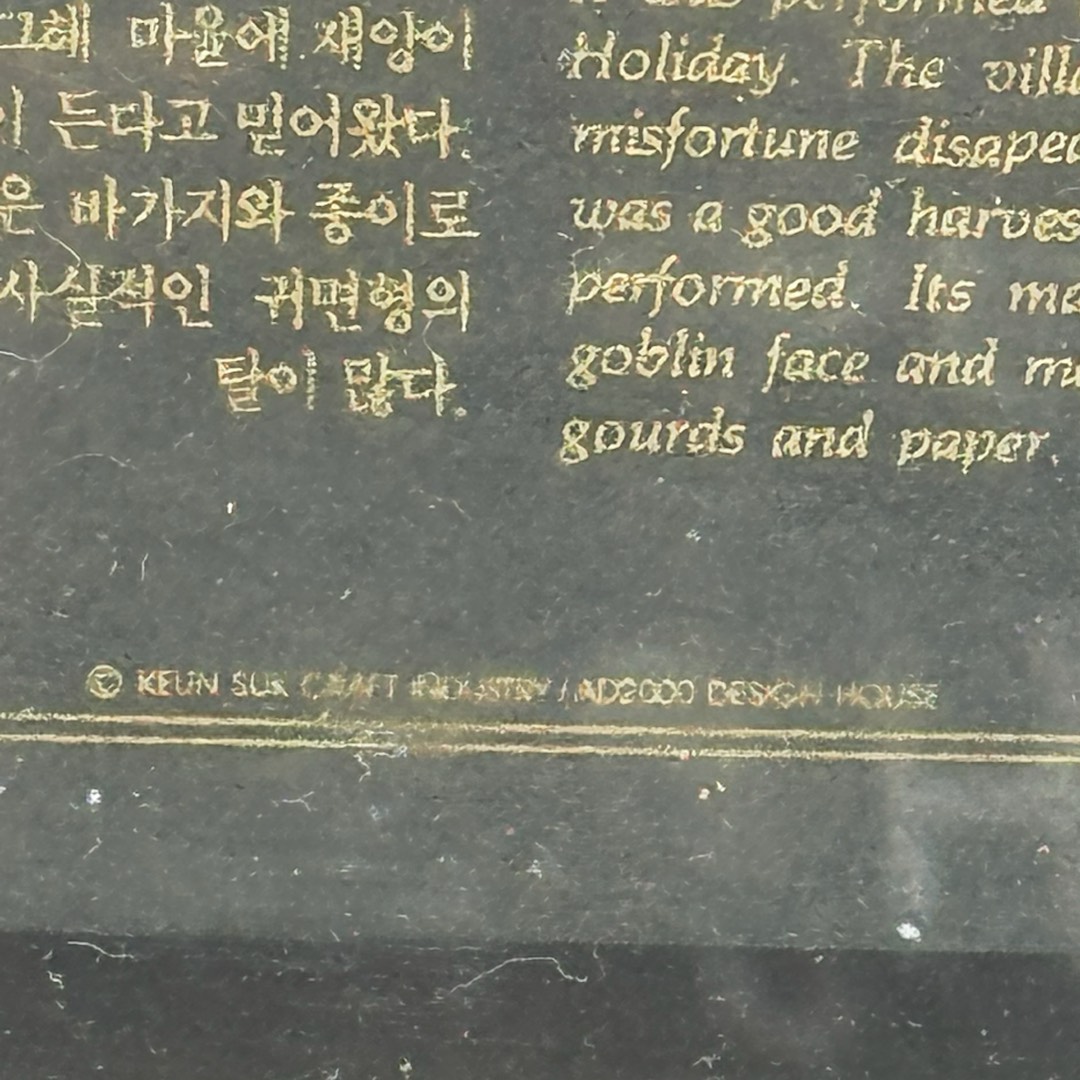 그해 마을에 재앙이
이 든다고 믿어왔다.
운 바가지와 종이로
사실적인 귀면형의
탈이 많다.
performed
Holiday. The
misfortune
was a good
performed. Its
goblin face and
gourds and paper.
© KEUN SUK CRAFT INDUSTRY / AD2000 DESIGN HOUSE